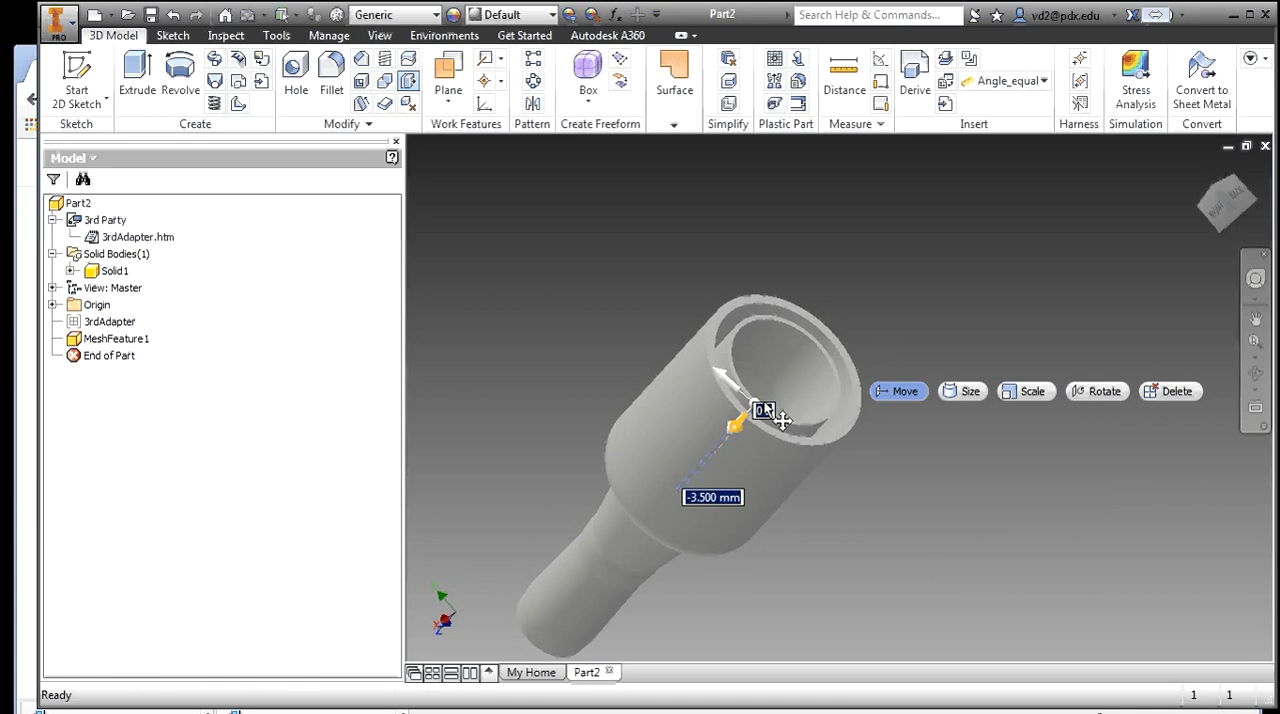 Generic
Default
Part2
Search Help & Commands...
vd2@pdx.edu
PRO
3D Model
Sketch
Inspect
Tools
Manage
View
Environments
Get Started
Autodesk A360
Start
2D Sketch
Extrude
Revolve
Hole
Fillet
Plane
Box
Surface
Distance
Derive
Angle_equal
Stress
Analysis
Convert to
Sheet Metal
Sketch
Create
Modify
Work Features
Pattern
Create Freeform
Simplify
Plastic Part
Measure
Insert
Harness
Simulation
Convert
Model
Part2
3rd Party
3rdAdapter.htm
Solid Bodies(1)
Solid1
View: Master
Origin
3rdAdapter
MeshFeature1
End of Part
Move
Size
Scale
Rotate
Delete
-3.500 mm
My Home
Part2
Ready
1
1